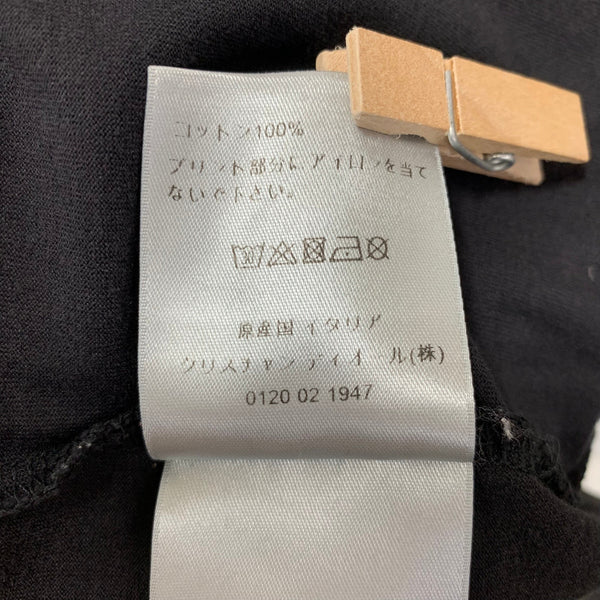 コットン100%
プリント部分にアイロンを当て
ないで下さい。
原産国 イタリア
クリスチャン ディオール(株)
0120 02 1947